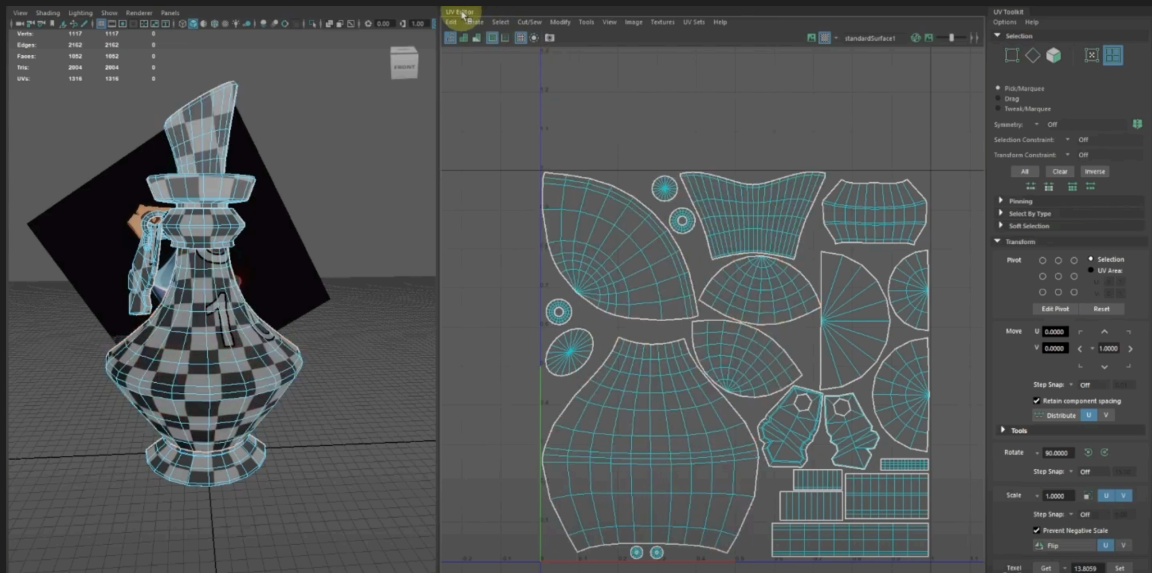 View Shading Lighting Show Renderer Panels
0.00 1.00
Verts: 1117 1117 0
Edges: 2162 2162 0
Faces: 1052 1052 0
Tris: 2004 2004 0
UVs: 1316 1316 0
FRONT
UV Editor
Edit Select Cut/Sew Modify Tools View Image Textures UV Sets Help
standardSurface1
UV Toolkit
Options Help
Selection
Pick/Marquee
Drag
Tweak/Marquee
Symmetry: Off
Selection Constraint: Off
Transform Constraint: Off
All Clear Inverse
Pinning
Select By Type
Soft Selection
Transform
Pivot Selection
UV Area:
Edit Pivot Reset
Move U 0.0000
V 0.0000 1.0000
Step Snap: Off
Retain component spacing
Distribute U V
Tools
Rotate 90.0000
Step Snap: Off
Scale 1.0000 U V
Step Snap: Off
Prevent Negative Scale
Flip U V
Texel Get 13.8059 Set